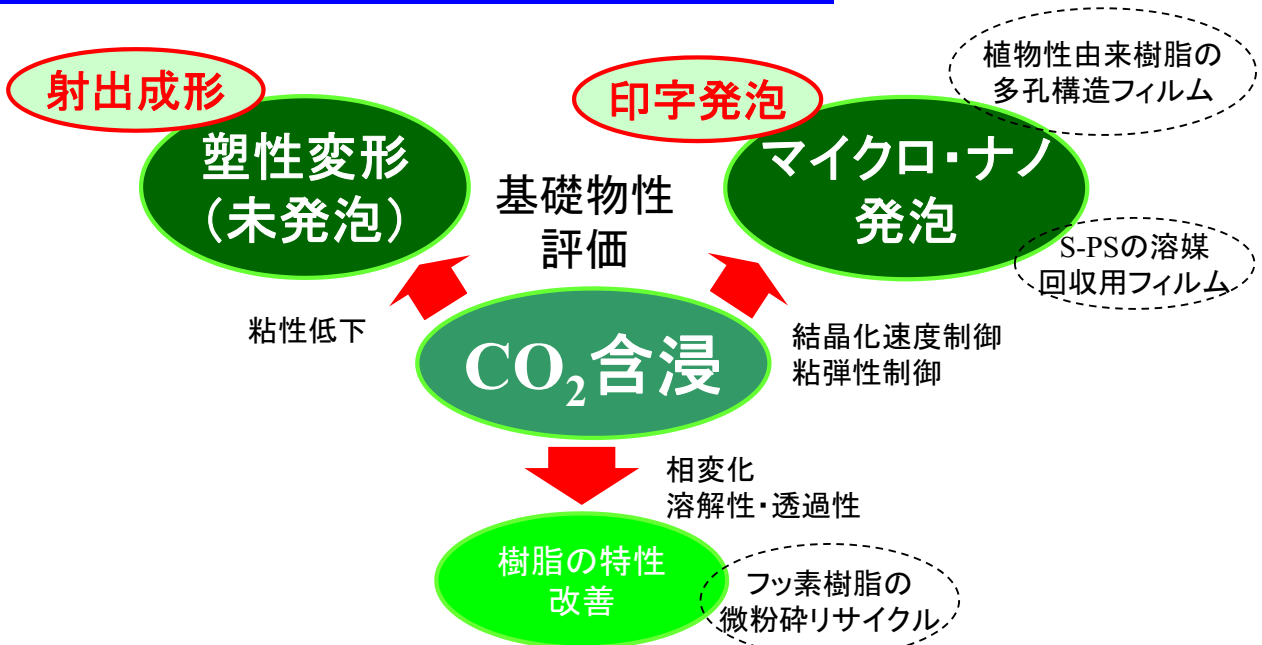 射出成形
塑性変形
（未発泡）
印字発泡
マイクロ・ナノ
発泡
植物性由来樹脂の
多孔構造フィルム
S-PSの溶媒
回収用フィルム
基礎物性
評価
粘性低下
CO₂含浸
結晶化速度制御
粘弾性制御
相変化
溶解性・透過性
樹脂の特性
改善
フッ素樹脂の
微粉砕リサイクル